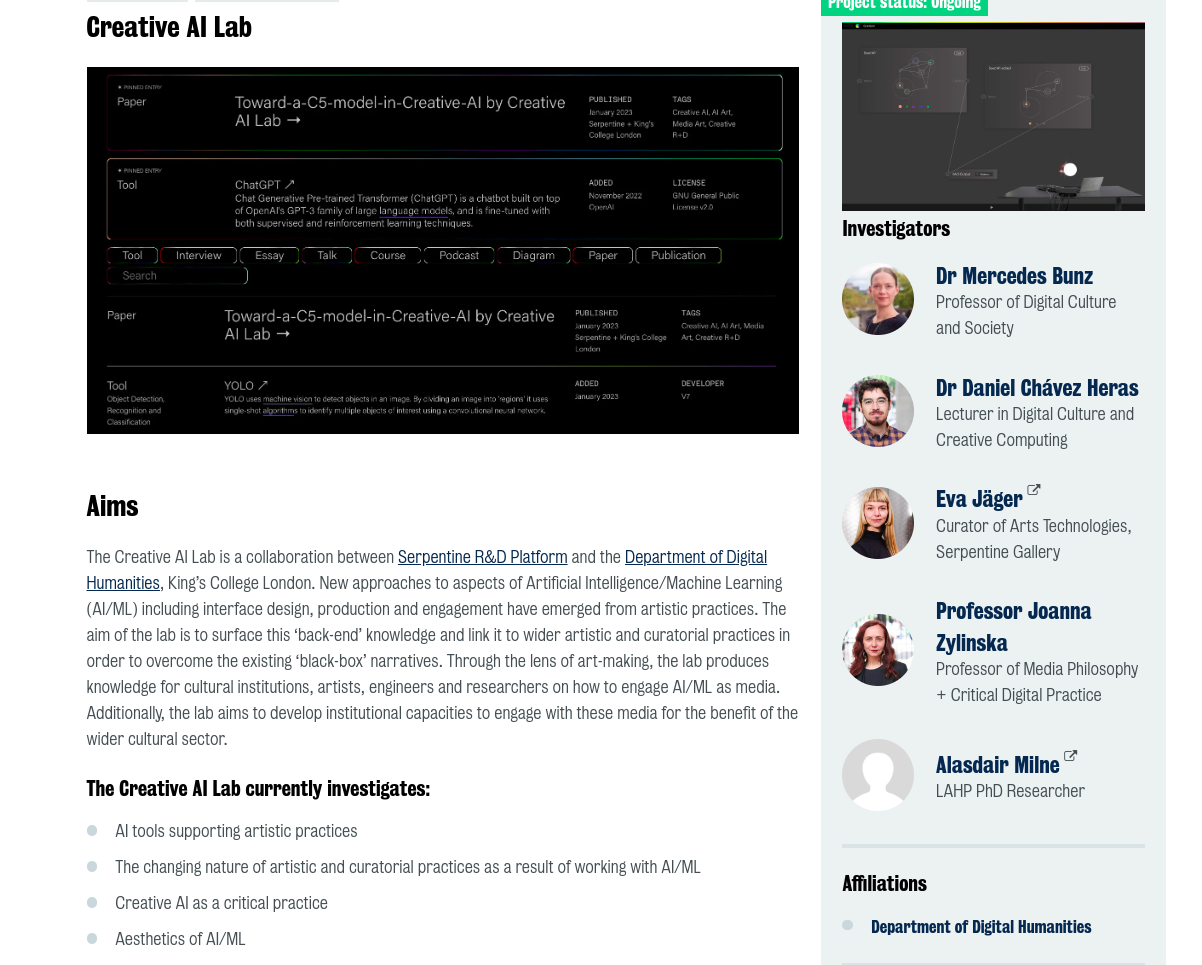 Creative AI Lab
PINNED ENTRY
Paper
Toward-a-C5-model-in-Creative-AI by Creative
AI Lab →
PUBLISHED
January 2023
Serpentine + King's
College London
TAGS
Creative AI, AI Art,
Media Art, Creative
R+D
PINNED ENTRY
Tool
ChatGPT ↗
Chat Generative Pre-trained Transformer (ChatGPT) is a chatbot built on top
of OpenAI's GPT-3 family of large language models, and is fine-tuned with
both supervised and reinforcement learning techniques.
ADDED
November 2022
OpenAI
LICENSE
GNU General Public
License v2.0
Tool Interview Essay Talk Course Podcast Diagram Paper Publication
Search
Paper
Toward-a-C5-model-in-Creative-AI by Creative
AI Lab →
PUBLISHED
January 2023
Serpentine + King's College
London
TAGS
Creative AI, AI Art, Media
Art, Creative R+D
Tool
Object Detection,
Recognition and
Classification
YOLO ↗
YOLO uses machine vision to detect objects in an image. By dividing an image into 'regions' it uses
single-shot algorithms to identify multiple objects of interest using a convolutional neural network.
ADDED
January 2023
DEVELOPER
V7
Aims
The Creative AI Lab is a collaboration between Serpentine R&D Platform and the Department of Digital
Humanities, King’s College London. New approaches to aspects of Artificial Intelligence/Machine Learning
(AI/ML) including interface design, production and engagement have emerged from artistic practices. The
aim of the lab is to surface this ‘back-end’ knowledge and link it to wider artistic and curatorial practices in
order to overcome the existing ‘black-box’ narratives. Through the lens of art-making, the lab produces
knowledge for cultural institutions, artists, engineers and researchers on how to engage AI/ML as media.
Additionally, the lab aims to develop institutional capacities to engage with these media for the benefit of the
wider cultural sector.
The Creative AI Lab currently investigates:
AI tools supporting artistic practices
The changing nature of artistic and curatorial practices as a result of working with AI/ML
Creative AI as a critical practice
Aesthetics of AI/ML
Project status: Ongoing
Investigators
Dr Mercedes Bunz
Professor of Digital Culture
and Society
Dr Daniel Chávez Heras
Lecturer in Digital Culture and
Creative Computing
Eva Jäger
Curator of Arts Technologies,
Serpentine Gallery
Professor Joanna
Zylinska
Professor of Media Philosophy
+ Critical Digital Practice
Alasdair Milne
LAHP PhD Researcher
Affiliations
Department of Digital Humanities